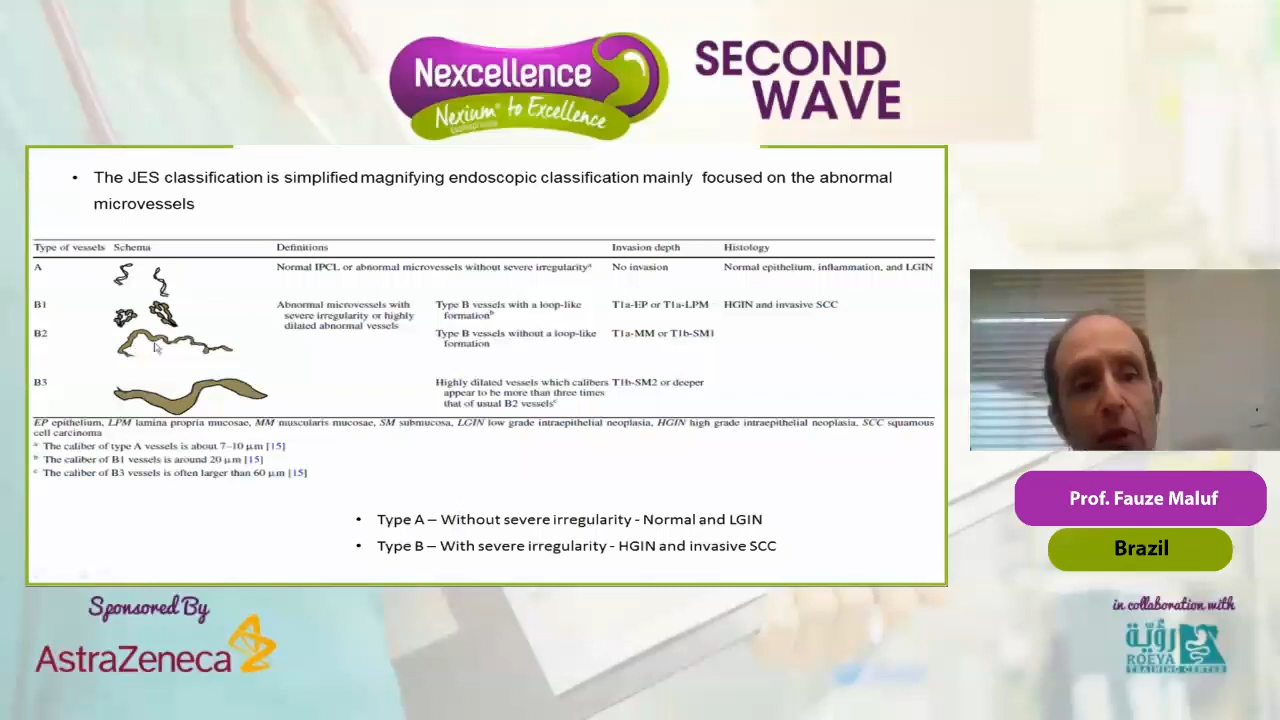 Nexcellence
Nexium® to Excellence
esomeprazole
SECOND
WAVE
• The JES classification is simplified magnifying endoscopic classification mainly focused on the abnormal
microvessels
Type of vessels Schema Definitions Invasion depth Histology
A Normal IPCL or abnormal microvessels without severe irregularityᵃ No invasion Normal epithelium, inflammation, and LGIN
B1 Abnormal microvessels with Type B vessels with a loop-like T1a-EP or T1a-LPM HGIN and invasive SCC
severe irregularity or highly formationᵇ
dilated abnormal vessels
B2 Type B vessels without a loop-like T1a-MM or T1b-SM1
formation
B3 Highly dilated vessels which calibers T1b-SM2 or deeper
appear to be more than three times
that of usual B2 vesselsᶜ
EP epithelium, LPM lamina propria mucosae, MM muscularis mucosae, SM submucosa, LGIN low grade intraepithelial neoplasia, HGIN high grade intraepithelial neoplasia, SCC squamous
cell carcinoma
ᵃ The caliber of type A vessels is about 7–10 μm [15]
ᵇ The caliber of B1 vessels is around 20 μm [15]
ᶜ The caliber of B3 vessels is often larger than 60 μm [15]
• Type A – Without severe irregularity - Normal and LGIN
• Type B – With severe irregularity - HGIN and invasive SCC
Prof. Fauze Maluf
Brazil
Sponsored By
AstraZeneca
in collaboration with
رؤية
ROEYA
TRAINING CENTER